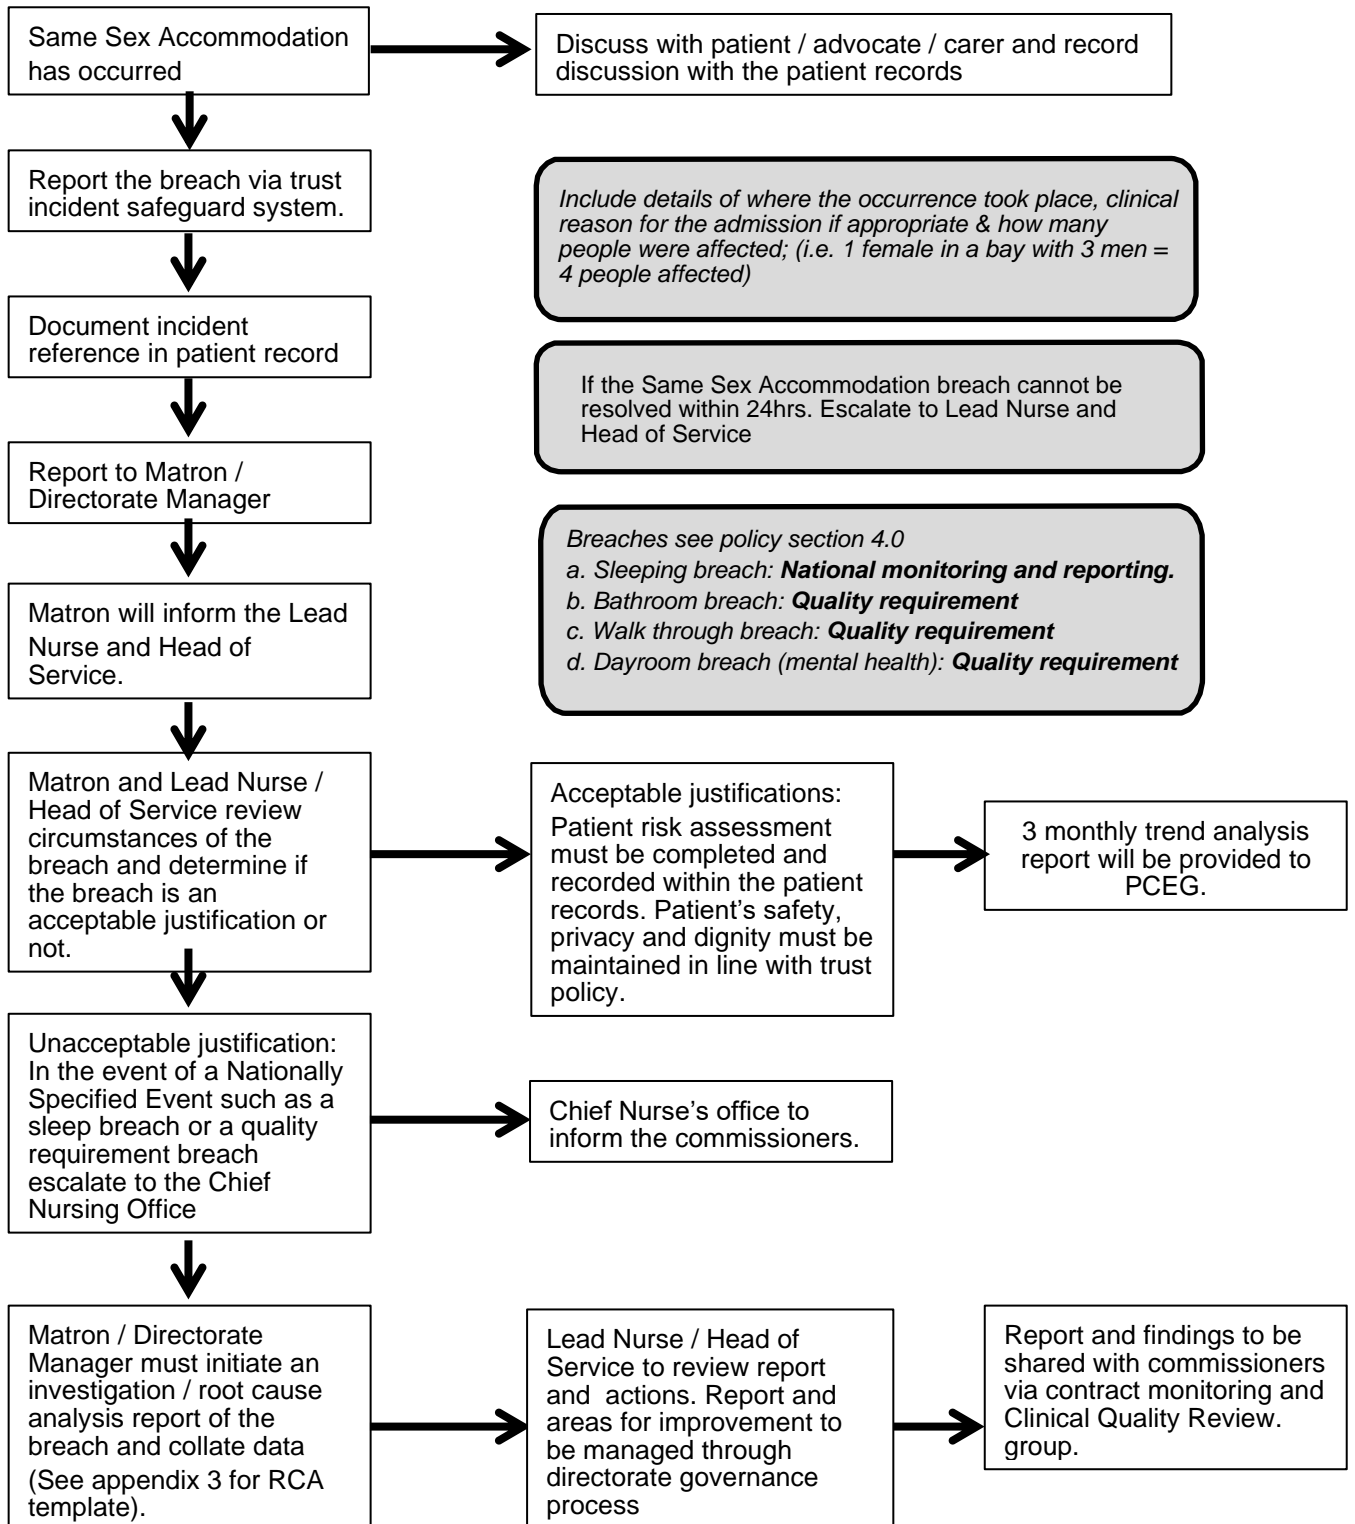 Same Sex Accommodation
has occurred
Discuss with patient / advocate / carer and record
discussion with the patient records
Report the breach via trust
incident safeguard system.
Include details of where the occurrence took place, clinical
reason for the admission if appropriate & how many
people were affected; (i.e. 1 female in a bay with 3 men =
4 people affected)
Document incident
reference in patient record
If the Same Sex Accommodation breach cannot be
resolved within 24hrs. Escalate to Lead Nurse and
Head of Service
Report to Matron /
Directorate Manager
Breaches see policy section 4.0
a. Sleeping breach: National monitoring and reporting.
b. Bathroom breach: Quality requirement
c. Walk through breach: Quality requirement
d. Dayroom breach (mental health): Quality requirement
Matron will inform the Lead
Nurse and Head of
Service.
Matron and Lead Nurse /
Head of Service review
circumstances of the
breach and determine if
the breach is an
acceptable justification or
not.
Acceptable justifications:
Patient risk assessment
must be completed and
recorded within the patient
records. Patient's safety,
privacy and dignity must be
maintained in line with trust
policy.
3 monthly trend analysis
report will be provided to
PCEG.
Unacceptable justification:
In the event of a Nationally
Specified Event such as a
sleep breach or a quality
requirement breach
escalate to the Chief
Nursing Office
Chief Nurse's office to
inform the commissioners.
Matron / Directorate
Manager must initiate an
investigation / root cause
analysis report of the
breach and collate data
(See appendix 3 for RCA
template).
Lead Nurse / Head of
Service to review report
and actions. Report and
areas for improvement to
be managed through
directorate governance
process
Report and findings to be
shared with commissioners
via contract monitoring and
Clinical Quality Review.
group.